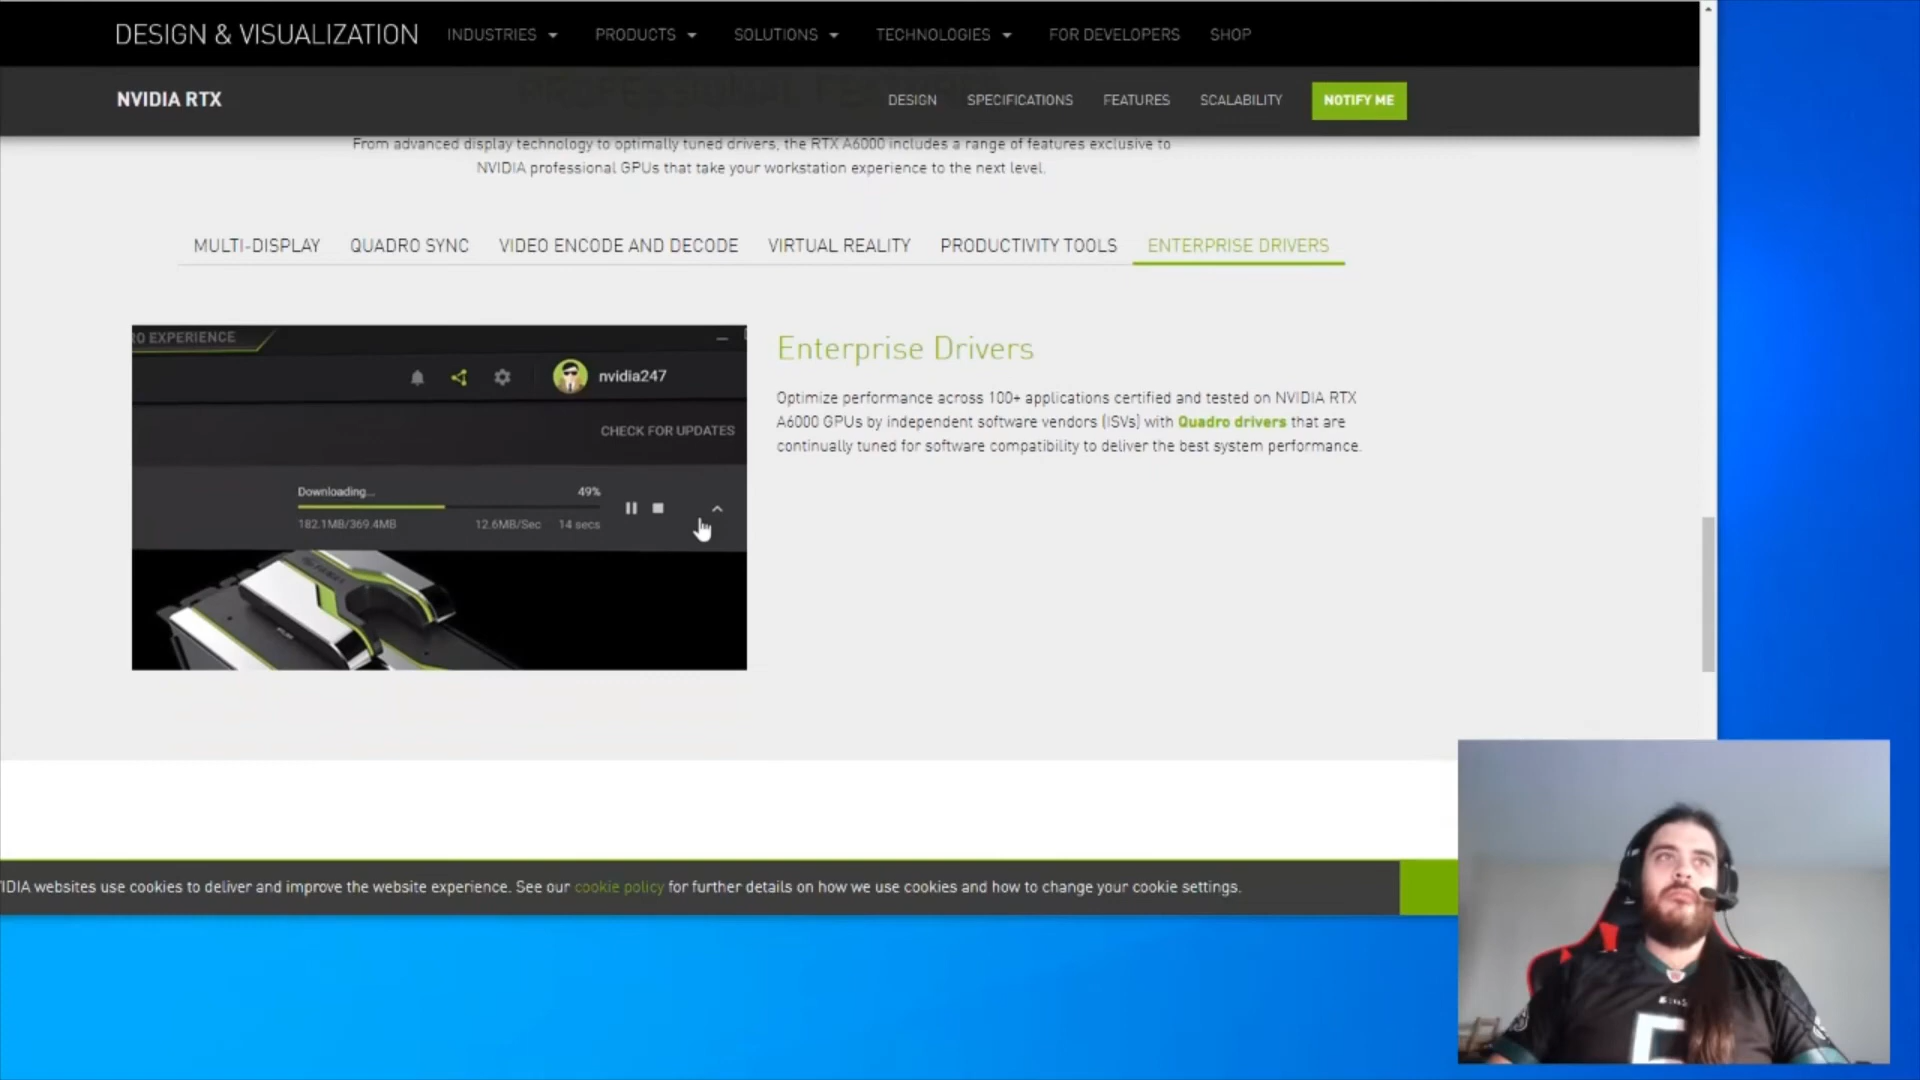 DESIGN & VISUALIZATION INDUSTRIES PRODUCTS SOLUTIONS TECHNOLOGIES FOR DEVELOPERS SHOP
NVIDIA RTX DESIGN SPECIFICATIONS FEATURES SCALABILITY NOTIFY ME
From advanced display technology to optimally tuned drivers, the RTX A6000 includes a range of features exclusive to
NVIDIA professional GPUs that take your workstation experience to the next level.
MULTI-DISPLAY QUADRO SYNC VIDEO ENCODE AND DECODE VIRTUAL REALITY PRODUCTIVITY TOOLS ENTERPRISE DRIVERS
RO EXPERIENCE
nvidia247
CHECK FOR UPDATES
Downloading... 49%
182.1MB/369.4MB 12.6MB/Sec 14 secs
Enterprise Drivers
Optimize performance across 100+ applications certified and tested on NVIDIA RTX
A6000 GPUs by independent software vendors (ISVs) with Quadro drivers that are
continually tuned for software compatibility to deliver the best system performance.
IDIA websites use cookies to deliver and improve the website experience. See our cookie policy for further details on how we use cookies and how to change your cookie settings.